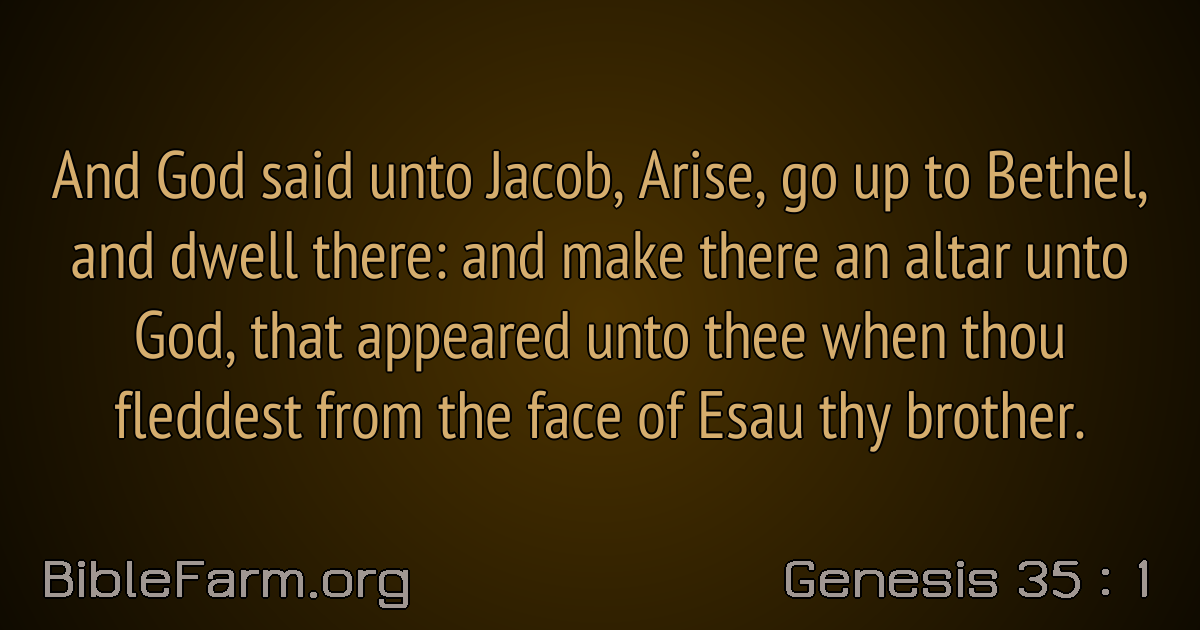 And God said unto Jacob, Arise, go up to Bethel,
and dwell there: and make there an altar unto
God, that appeared unto thee when thou
fleddest from the face of Esau thy brother.
BibleFarm.org
Genesis 35 : 1